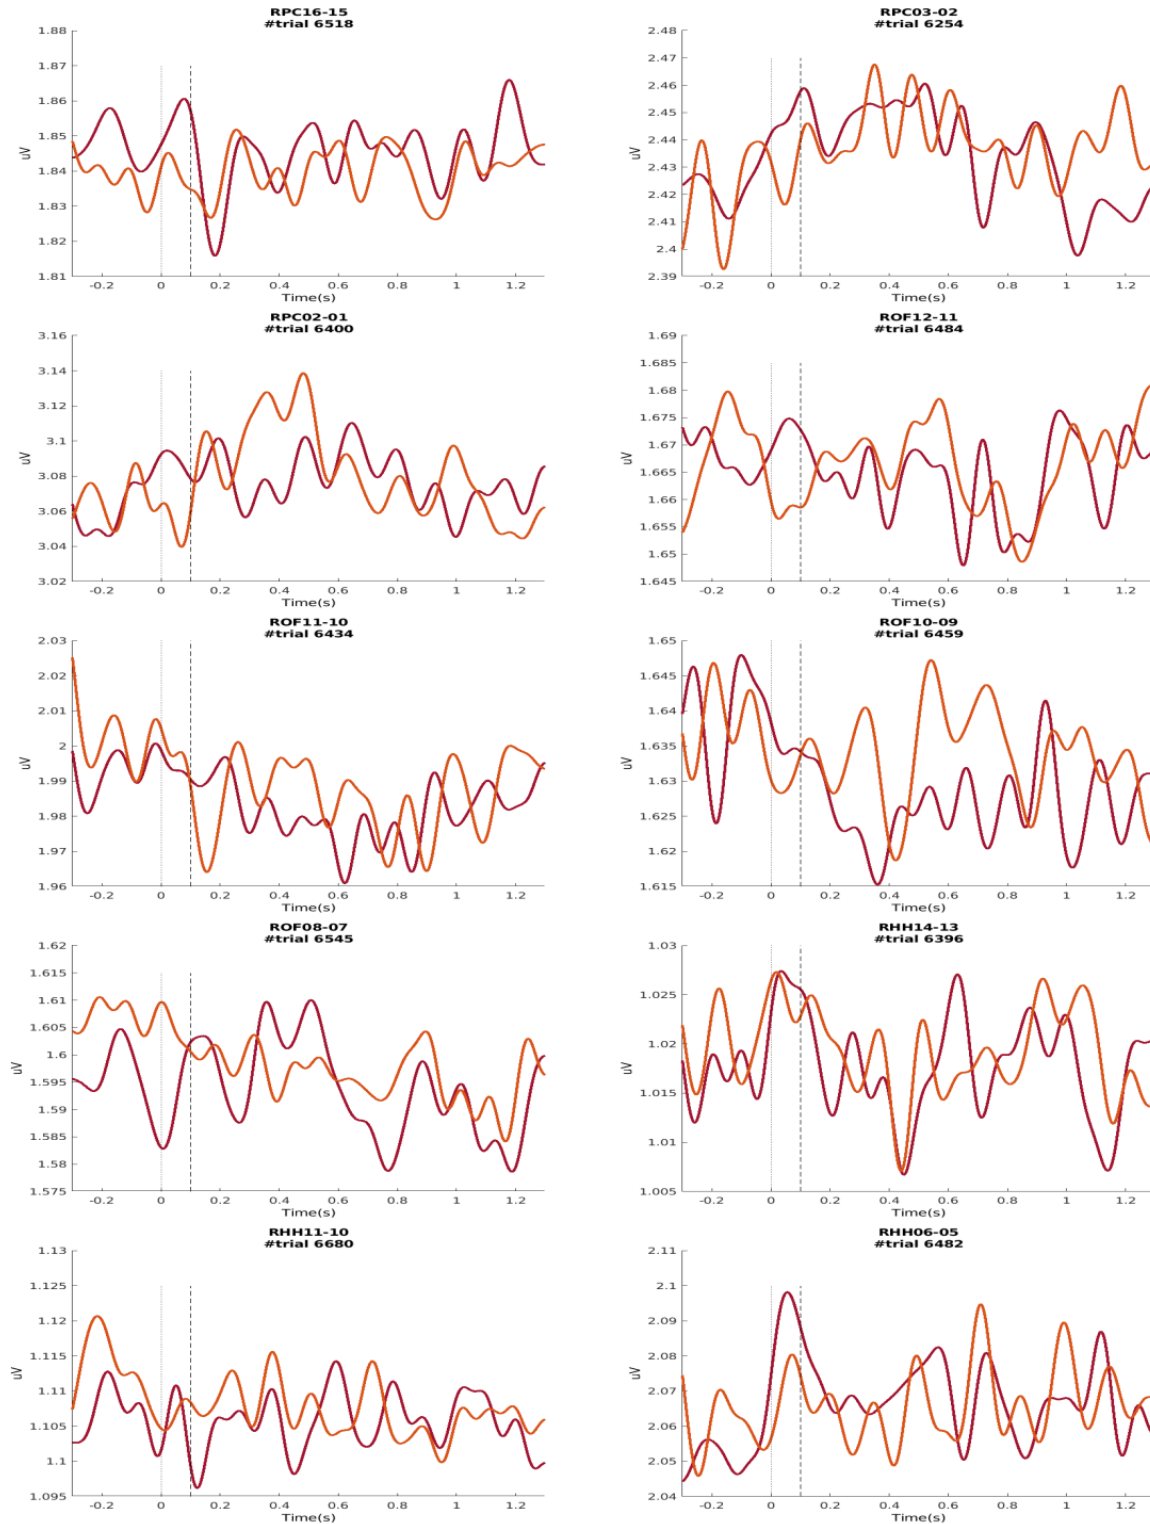 RPC16-15
#trial 6518
1.88
1.87
1.86
1.85
1.84
1.83
1.82
1.81
uV
-0.2 0 0.2 0.4 0.6 0.8 1 1.2
Time(s)
RPC03-02
#trial 6254
2.48
2.47
2.46
2.45
2.44
2.43
2.42
2.41
2.4
2.39
uV
-0.2 0 0.2 0.4 0.6 0.8 1 1.2
Time(s)
RPC02-01
#trial 6400
3.16
3.14
3.12
3.1
3.08
3.06
3.04
3.02
uV
-0.2 0 0.2 0.4 0.6 0.8 1 1.2
Time(s)
ROF12-11
#trial 6484
1.69
1.685
1.68
1.675
1.67
1.665
1.66
1.655
1.65
1.645
uV
-0.2 0 0.2 0.4 0.6 0.8 1 1.2
Time(s)
ROF11-10
#trial 6434
2.03
2.02
2.01
2
1.99
1.98
1.97
1.96
uV
-0.2 0 0.2 0.4 0.6 0.8 1 1.2
Time(s)
ROF10-09
#trial 6459
1.65
1.645
1.64
1.635
1.63
1.625
1.62
1.615
uV
-0.2 0 0.2 0.4 0.6 0.8 1 1.2
Time(s)
ROF08-07
#trial 6545
1.62
1.615
1.61
1.605
1.6
1.595
1.59
1.585
1.58
1.575
uV
-0.2 0 0.2 0.4 0.6 0.8 1 1.2
Time(s)
RHH14-13
#trial 6396
1.03
1.025
1.02
1.015
1.01
1.005
uV
-0.2 0 0.2 0.4 0.6 0.8 1 1.2
Time(s)
RHH11-10
#trial 6680
1.13
1.125
1.12
1.115
1.11
1.105
1.1
1.095
uV
-0.2 0 0.2 0.4 0.6 0.8 1 1.2
Time(s)
RHH06-05
#trial 6482
2.11
2.1
2.09
2.08
2.07
2.06
2.05
2.04
uV
-0.2 0 0.2 0.4 0.6 0.8 1 1.2
Time(s)